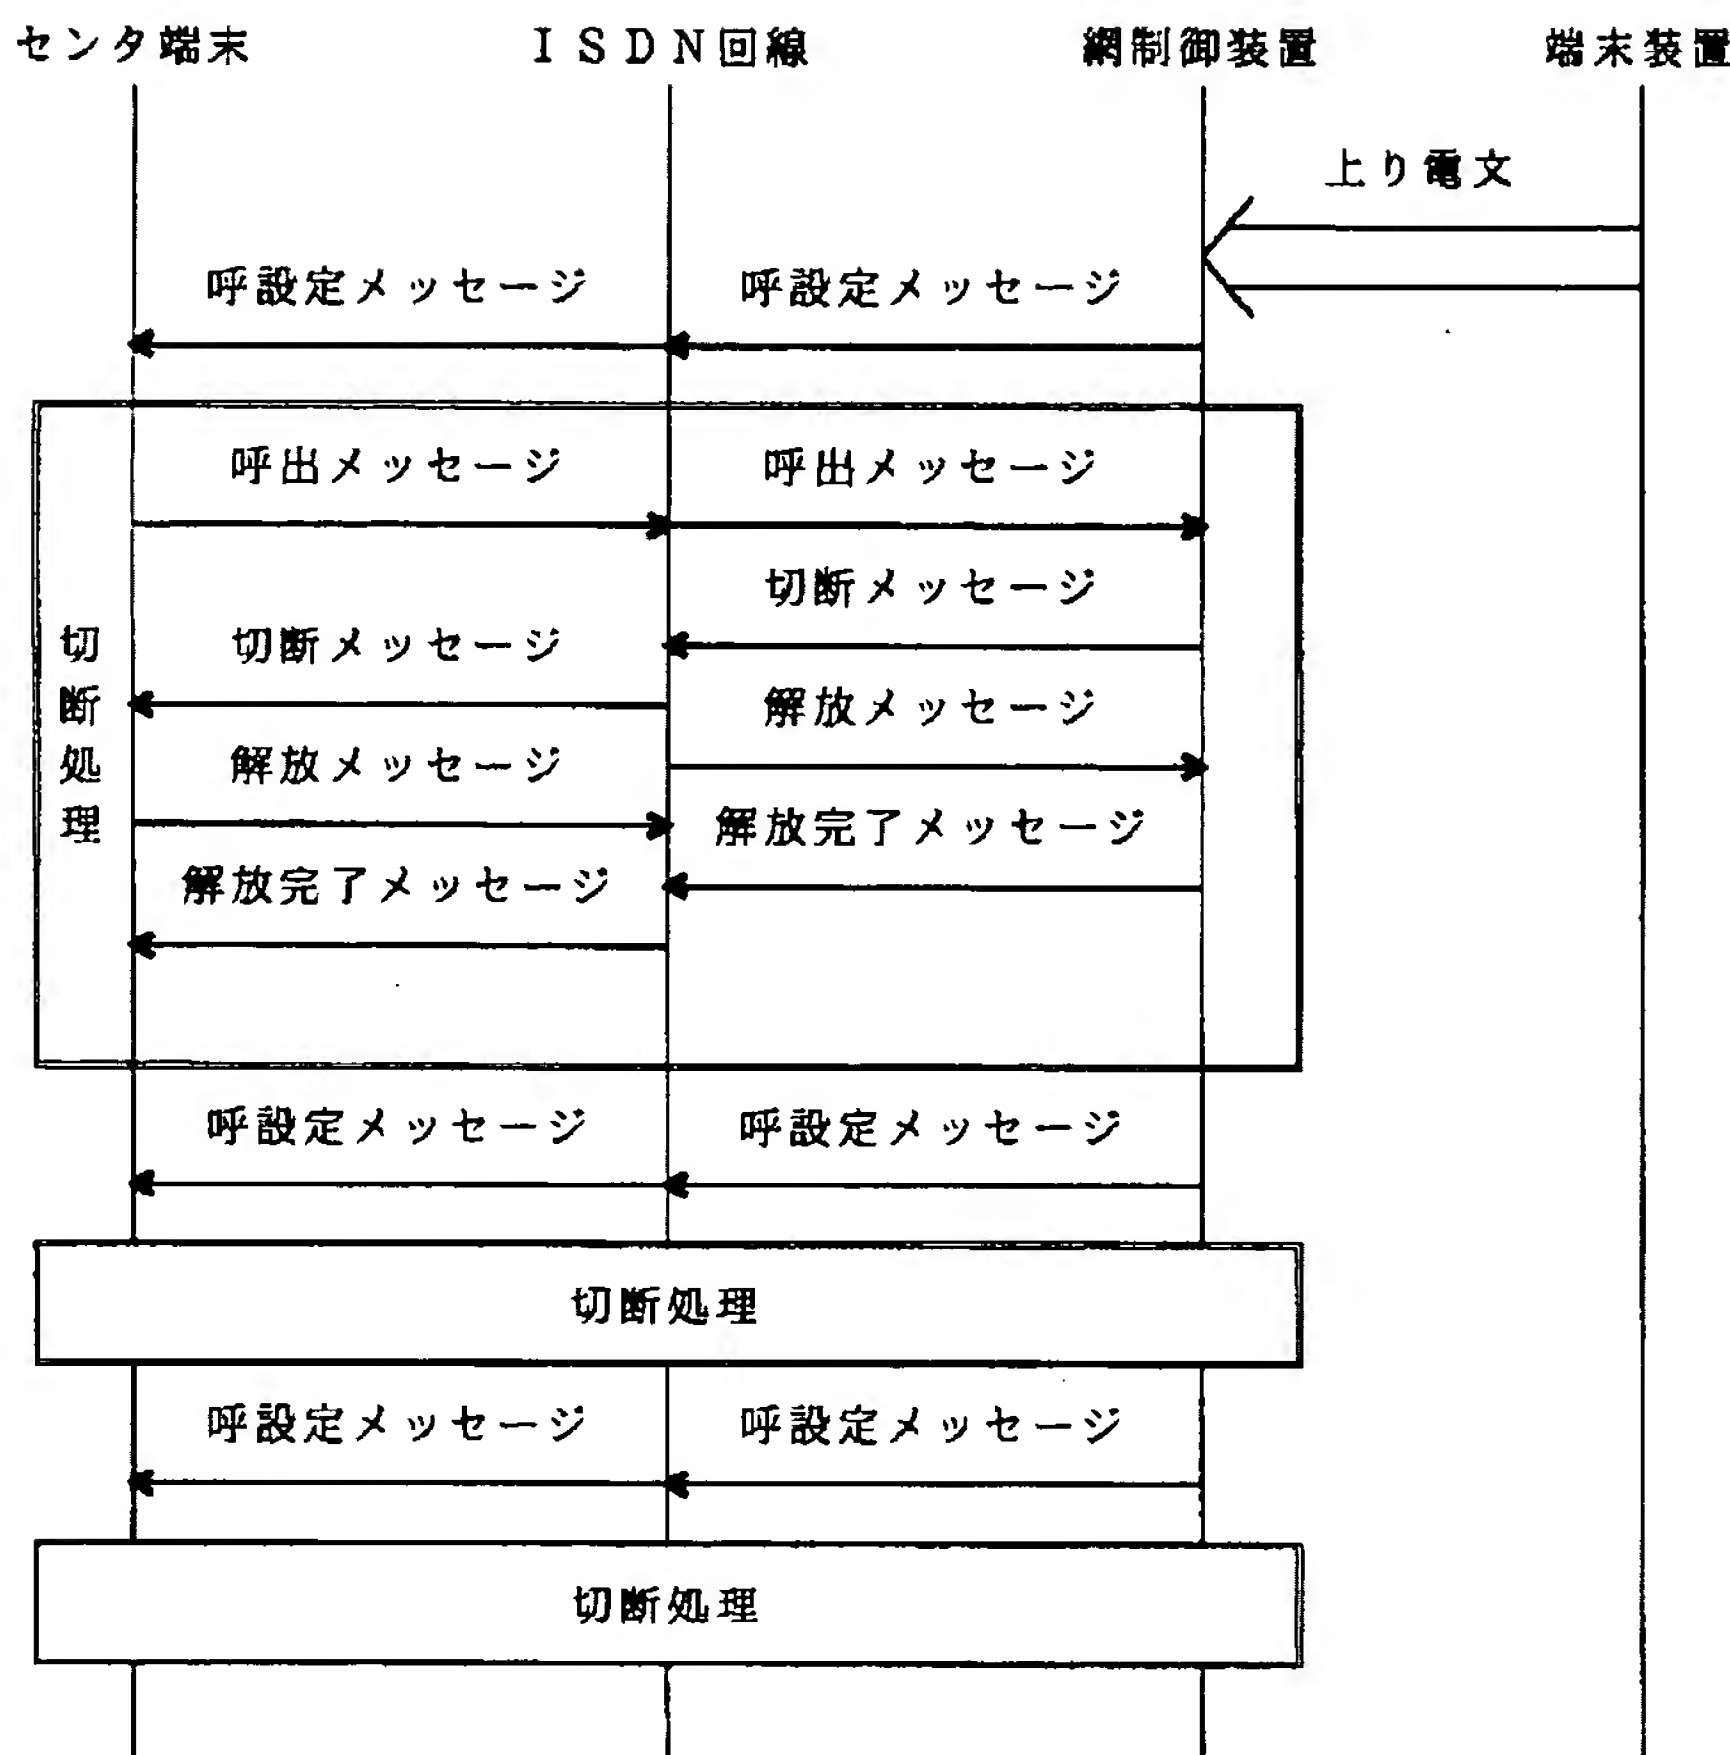 センタ端末
ＩＳＤＮ回線
網制御装置
端末装置
上り電文
呼設定メッセージ
呼設定メッセージ
呼出メッセージ
呼出メッセージ
切断メッセージ
切断メッセージ
解放メッセージ
解放メッセージ
解放完了メッセージ
解放完了メッセージ
切断処理
呼設定メッセージ
呼設定メッセージ
切断処理
呼設定メッセージ
呼設定メッセージ
切断処理